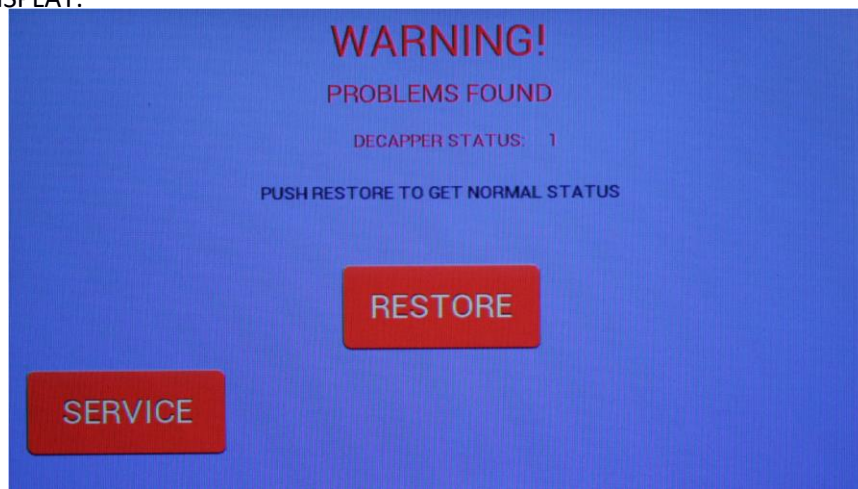 WARNING!
PROBLEMS FOUND
DECAPPER STATUS: 1
PUSH RESTORE TO GET NORMAL STATUS
RESTORE
SERVICE